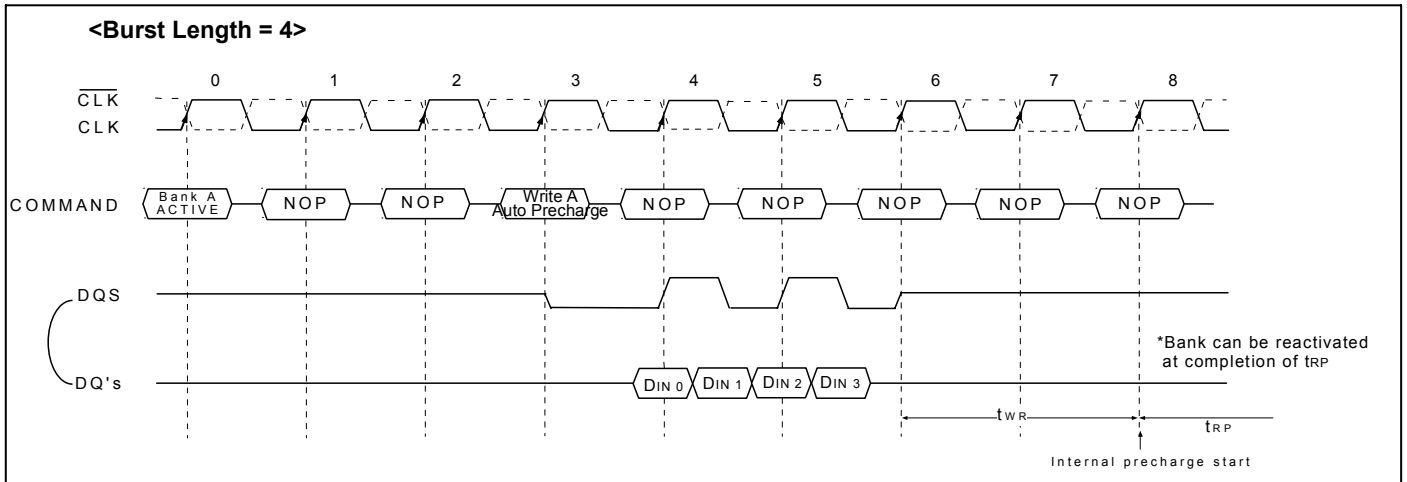 <Burst Length = 4>
0 1 2 3 4 5 6 7 8
CLK
CLK
COMMAND
Bank A
ACTIVE
NOP
NOP
Write A
Auto Precharge
NOP
NOP
NOP
NOP
NOP
DQS
*Bank can be reactivated
at completion of tRP
DQ's
DIN 0
DIN 1
DIN 2
DIN 3
tWR
tRP
Internal precharge start